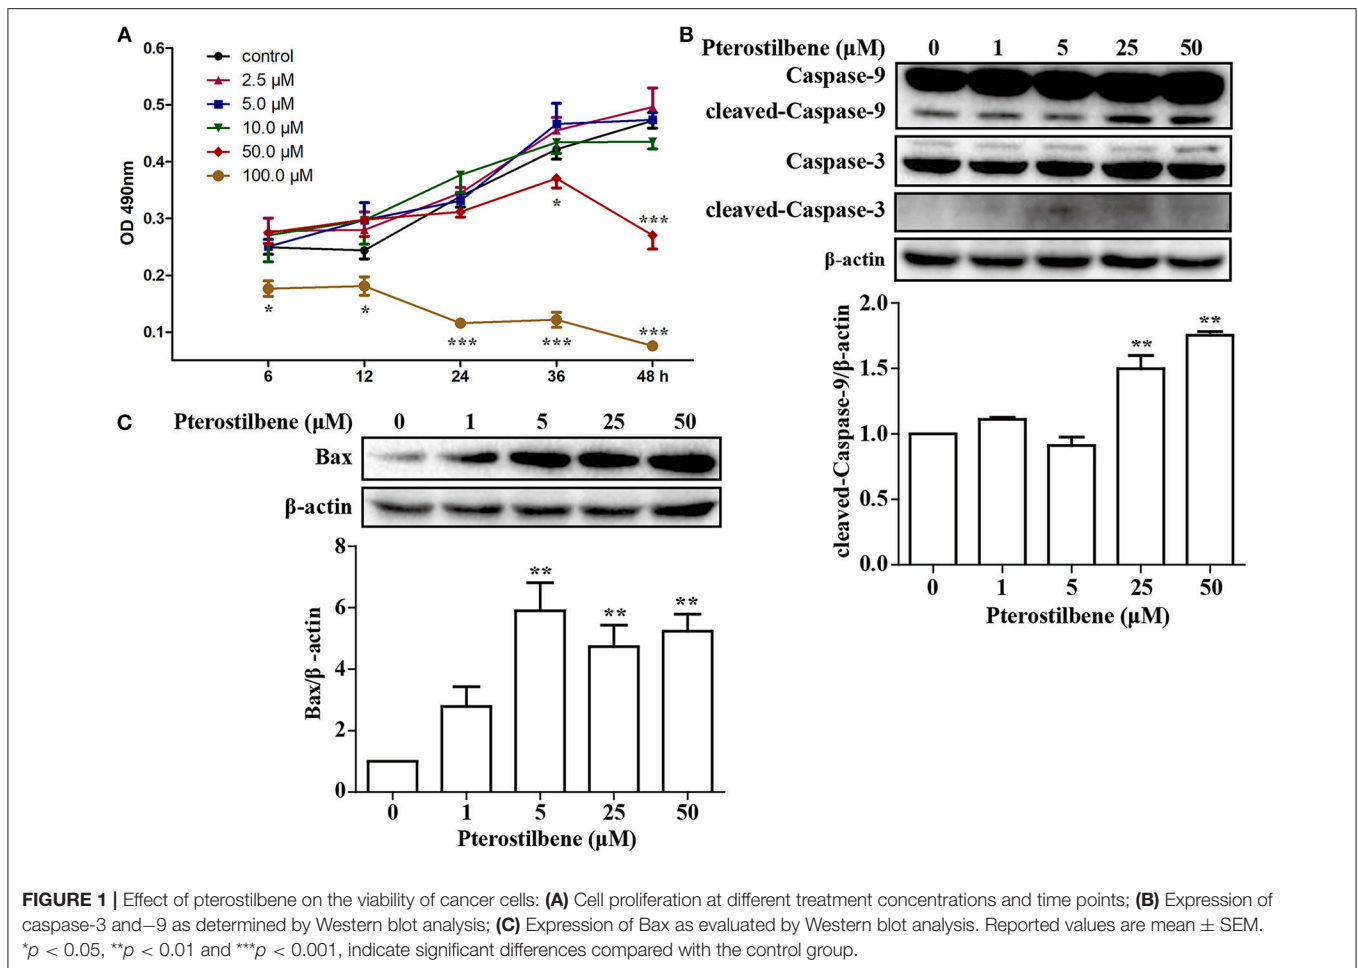 A
0.6
0.5
0.4
0.3
0.2
0.1
OD 490nm
control
2.5 µM
5.0 µM
10.0 µM
50.0 µM
100.0 µM
*
***
*
*
***
***
***
6 12 24 36 48 h
B
Pterostilbene (µM) 0 1 5 25 50
Caspase-9
cleaved-Caspase-9
Caspase-3
cleaved-Caspase-3
β-actin
cleaved-Caspase-9/β-actin
2.0
1.5
1.0
0.5
0.0
**
**
0 1 5 25 50
Pterostilbene (µM)
C
Pterostilbene (µM) 0 1 5 25 50
Bax
β-actin
Bax/β -actin
8
6
4
2
0
**
**
**
0 1 5 25 50
Pterostilbene (µM)
FIGURE 1 | Effect of pterostilbene on the viability of cancer cells: (A) Cell proliferation at different treatment concentrations and time points; (B) Expression of
caspase-3 and−9 as determined by Western blot analysis; (C) Expression of Bax as evaluated by Western blot analysis. Reported values are mean ± SEM.
*p < 0.05, **p < 0.01 and ***p < 0.001, indicate significant differences compared with the control group.